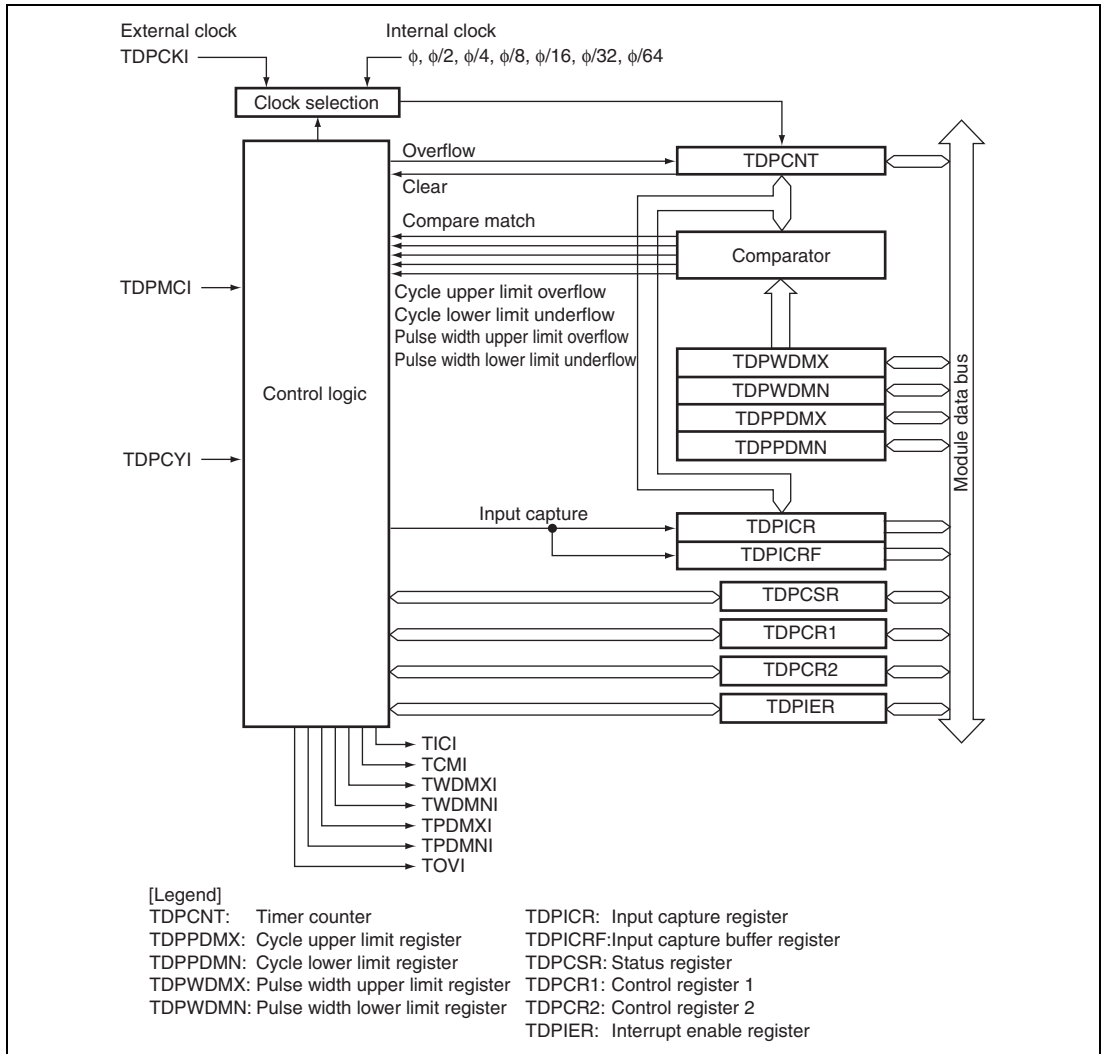 External clock
Internal clock
TDPCKI
ϕ, ϕ/2, ϕ/4, ϕ/8, ϕ/16, ϕ/32, ϕ/64
Clock selection
Overflow
TDPCNT
Clear
Compare match
Comparator
TDPMCI
Cycle upper limit overflow
Cycle lower limit underflow
Pulse width upper limit overflow
Pulse width lower limit underflow
Control logic
TDPWDMX
TDPWDMN
TDPPDMX
TDPPDMN
Module data bus
TDPCYI
Input capture
TDPICR
TDPICRF
TDPCSR
TDPCR1
TDPCR2
TDPIER
TICI
TCMI
TWDMXI
TWDMNI
TPDMXI
TPDMNI
TOVI
[Legend]
TDPCNT: Timer counter
TDPPDMX: Cycle upper limit register
TDPPDMN: Cycle lower limit register
TDPWDMX: Pulse width upper limit register
TDPWDMN: Pulse width lower limit register
TDPICR: Input capture register
TDPICRF:Input capture buffer register
TDPCSR: Status register
TDPCR1: Control register 1
TDPCR2: Control register 2
TDPIER: Interrupt enable register